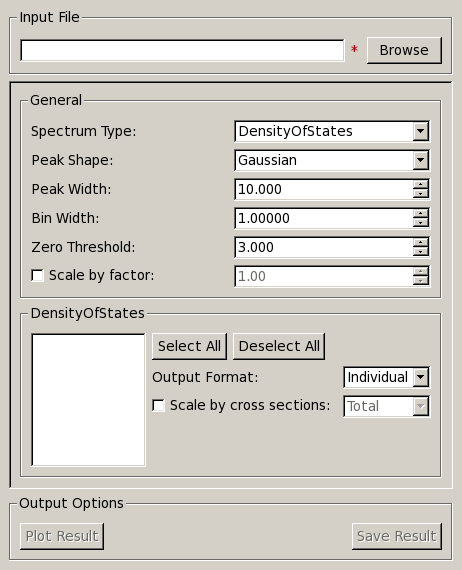 Input File
* Browse
General
Spectrum Type: DensityOfStates
Peak Shape: Gaussian
Peak Width: 10.000
Bin Width: 1.00000
Zero Threshold: 3.000
Scale by factor: 1.00
DensityOfStates
Select All Deselect All
Output Format: Individual
Scale by cross sections: Total
Output Options
Plot Result Save Result